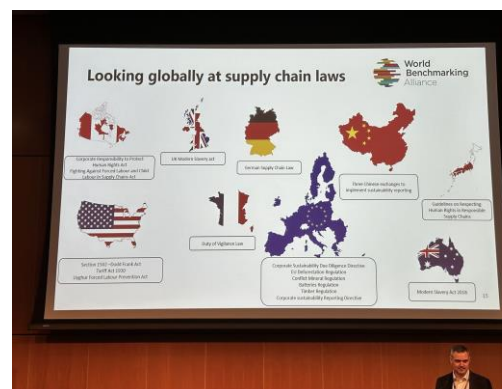 Looking globally at supply chain laws
World
Benchmarking
Alliance
Corporate Responsibility to Protect
Human Rights Act
Fighting Against Forced Labour and Child
Labour in Supply Chains Act
UK Modern Slavery act
German Supply Chain Law
Three Chinese exchanges to
implement sustainability reporting
Guidelines on Respecting
Human Rights in Responsible
Supply Chains
Section 1502 –Dodd Frank Act
Tariff Act 1930
Uyghur Forced Labour Prevention Act
Duty of Vigilance Law
Corporate Sustainability Due Diligence Directive
EU Deforestation Regulation
Conflict Mineral Regulation
Batteries Regulation
Timber Regulation
Corporate Sustainability Reporting Directive
Modern Slavery Act 2018